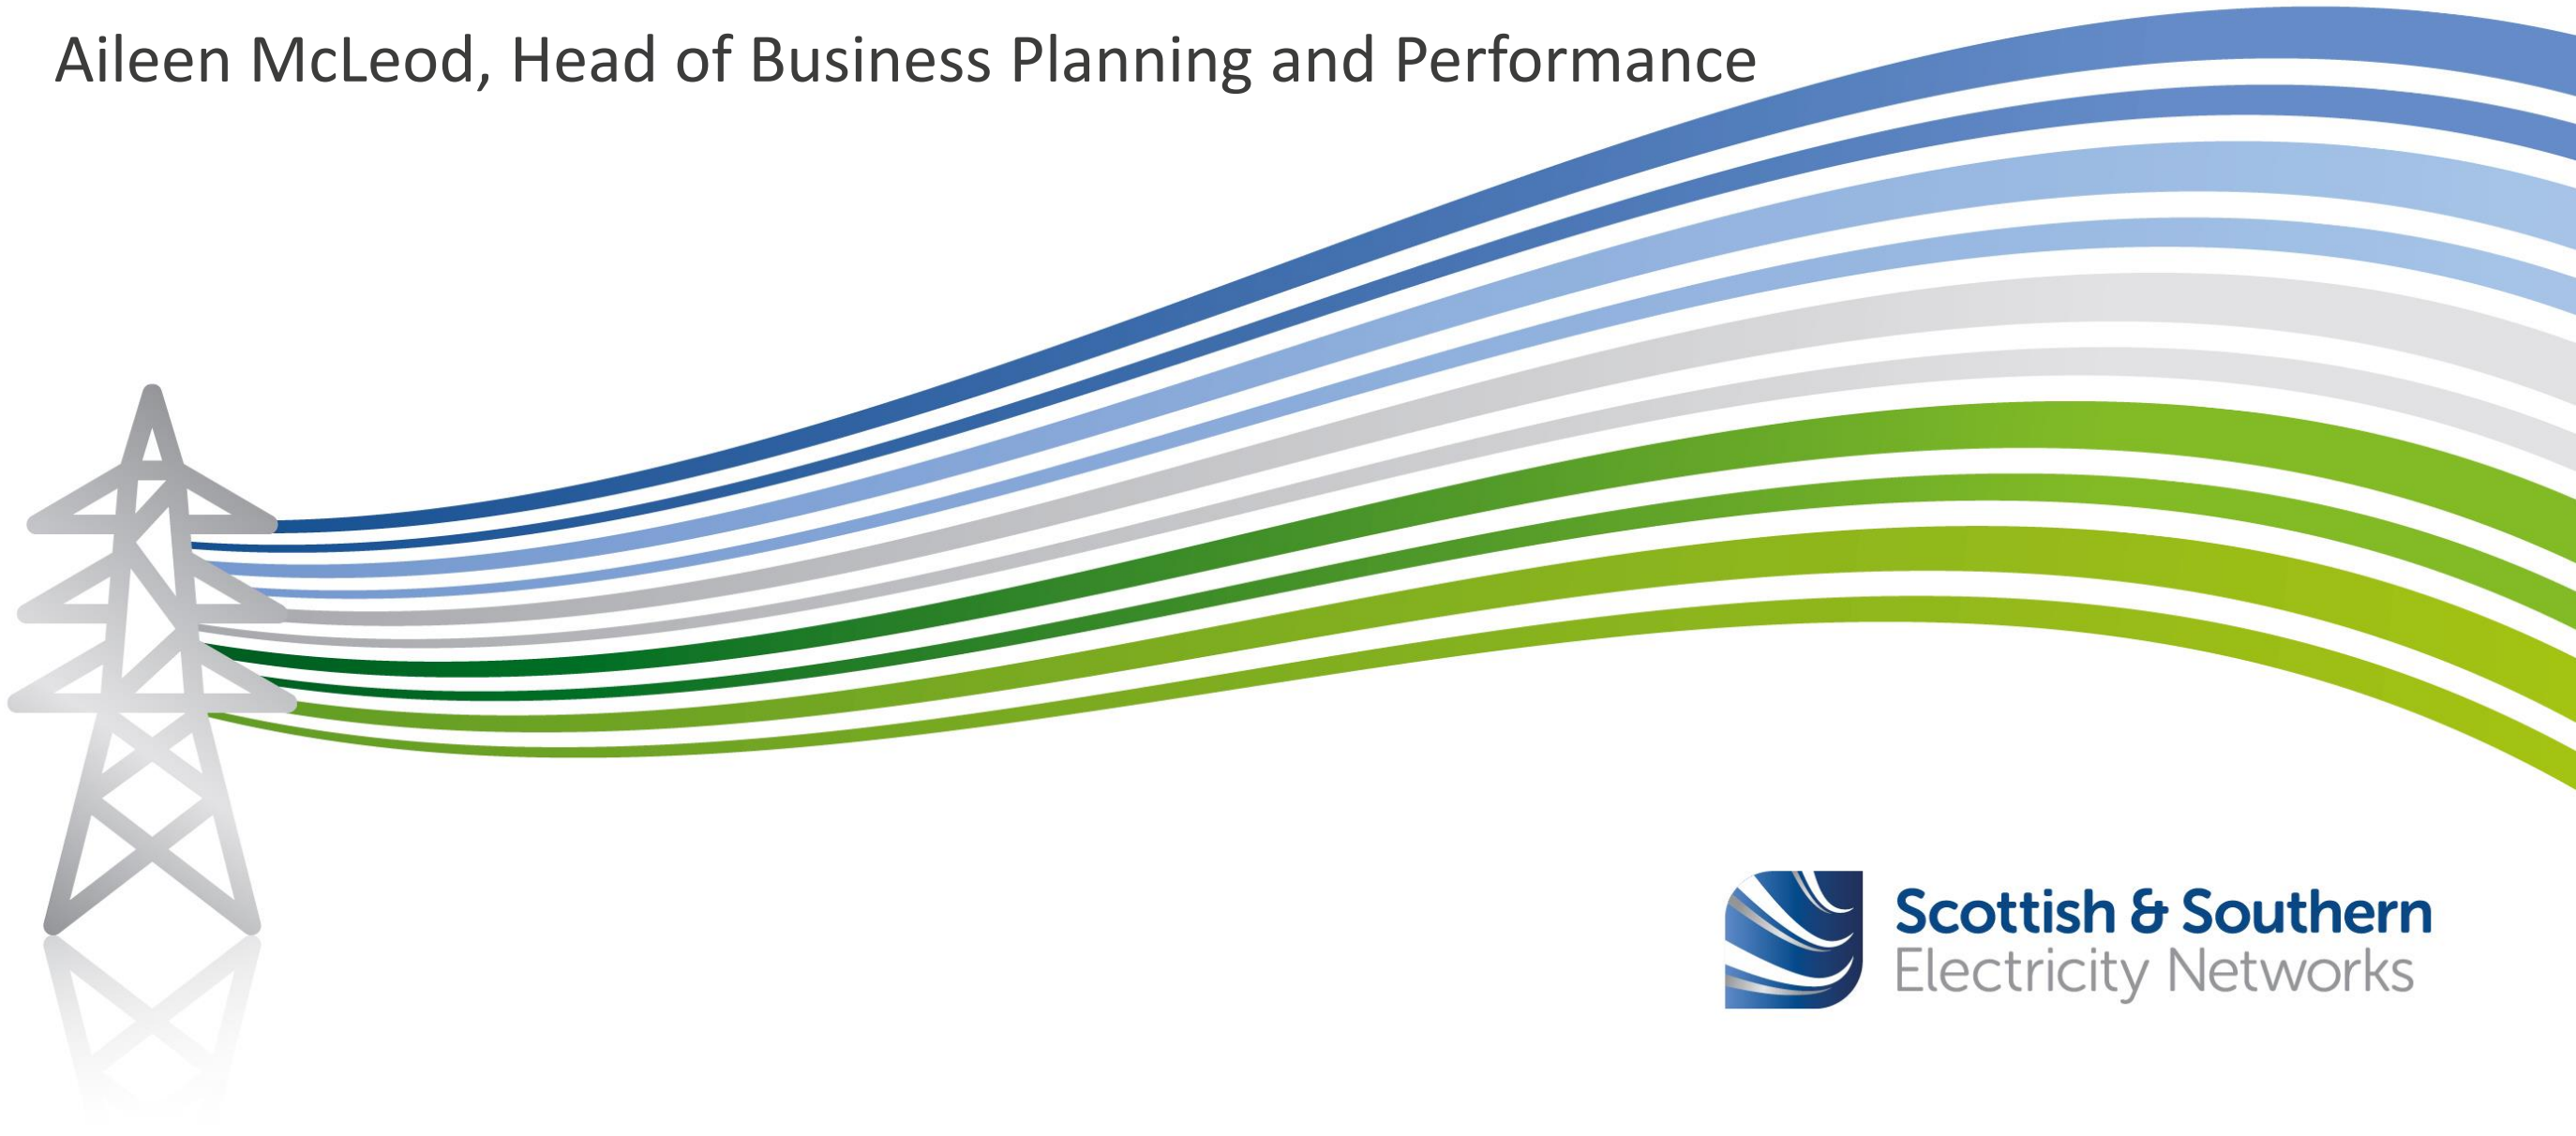 Aileen McLeod, Head of Business Planning and Performance
Scottish & Southern
Electricity Networks